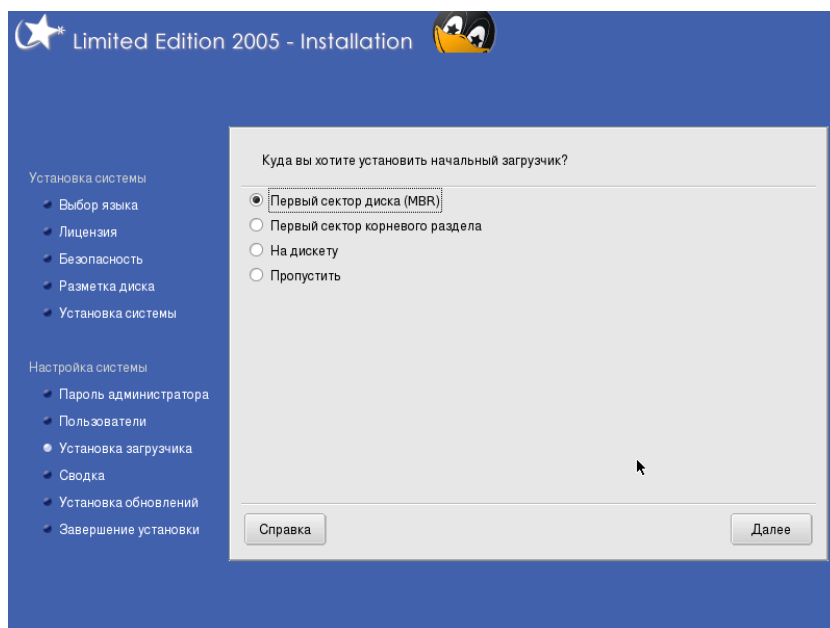 Limited Edition 2005 - Installation
Установка системы
Выбор языка
Лицензия
Безопасность
Разметка диска
Установка системы
Настройка системы
Пароль администратора
Пользователи
Установка загрузчика
Сводка
Установка обновлений
Завершение установки
Куда вы хотите установить начальный загрузчик?
Первый сектор диска (MBR)
Первый сектор корневого раздела
На дискету
Пропустить
Справка
Далее